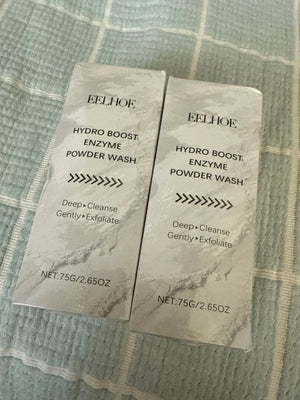 EELHOE
HYDRO BOOST
ENZYME
POWDER WASH
»»»»»
Deep▸Cleanse
Gently▸Exfoliate
NET:75G/2.65OZ
EELHOE
HYDRO BOOST
ENZYME
POWDER WASH
»»»»»
Deep▸Cleanse
Gently▸Exfoliate
NET:75G/2.65OZ